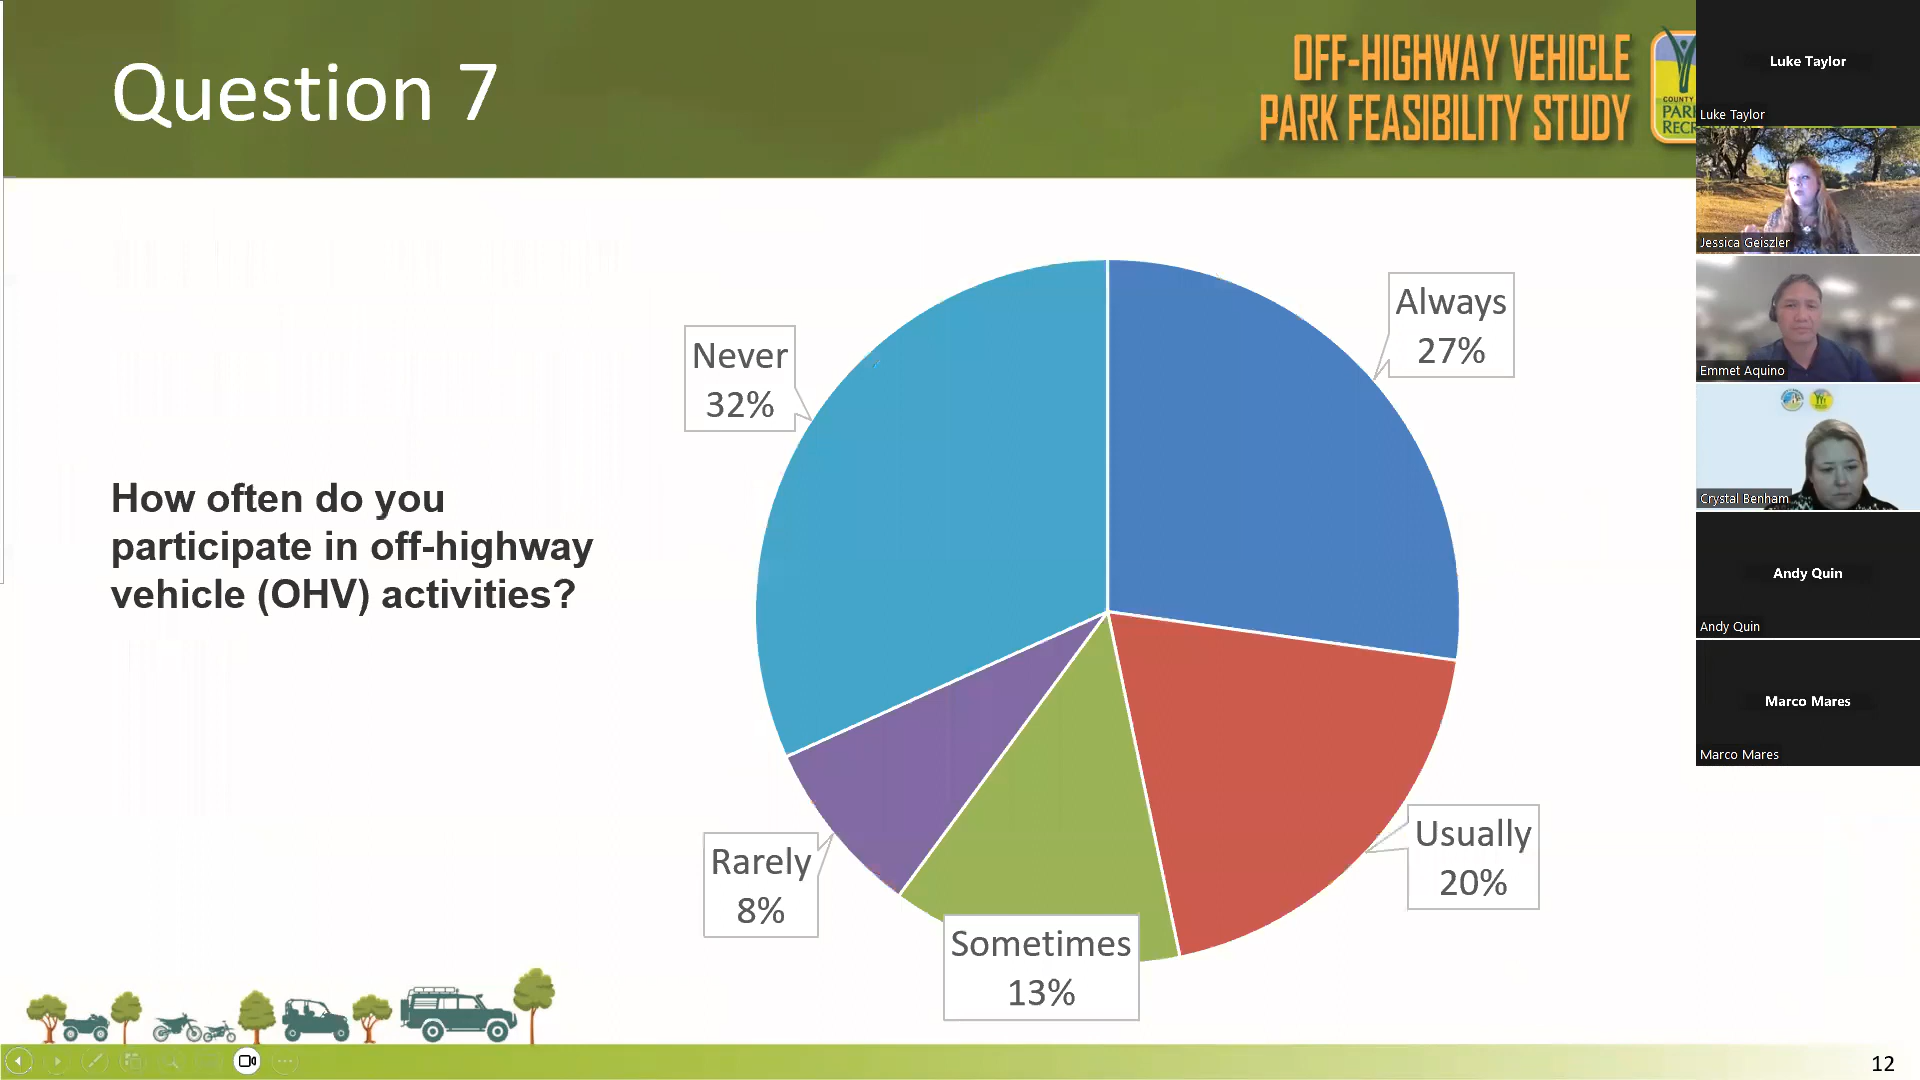 Question 7
OFF-HIGHWAY VEHICLE
PARK FEASIBILITY STUDY
COUNTY
How often do you
participate in off-highway
vehicle (OHV) activities?
Always
27%
Never
32%
Usually
20%
Rarely
8%
Sometimes
13%
12
Luke Taylor
Luke Taylor
Jessica Geiszler
Emmet Aquino
Crystal Benham
Andy Quin
Andy Quin
Marco Mares
Marco Mares